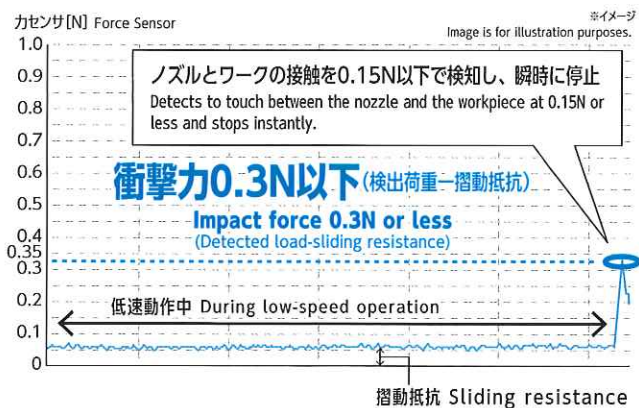 力センサ[N] Force Sensor
※イメージ
Image is for illustration purposes.
1.0
0.9
0.8
0.7
0.6
0.5
0.4
0.35
0.3
0.2
0.1
0
ノズルとワークの接触を0.15N以下で検知し、瞬時に停止
Detects to touch between the nozzle and the workpiece at 0.15N or
less and stops instantly.
衝撃力0.3N以下(検出荷重ー摺動抵抗)
Impact force 0.3N or less
(Detected load-sliding resistance)
低速動作中 During low-speed operation
摺動抵抗 Sliding resistance